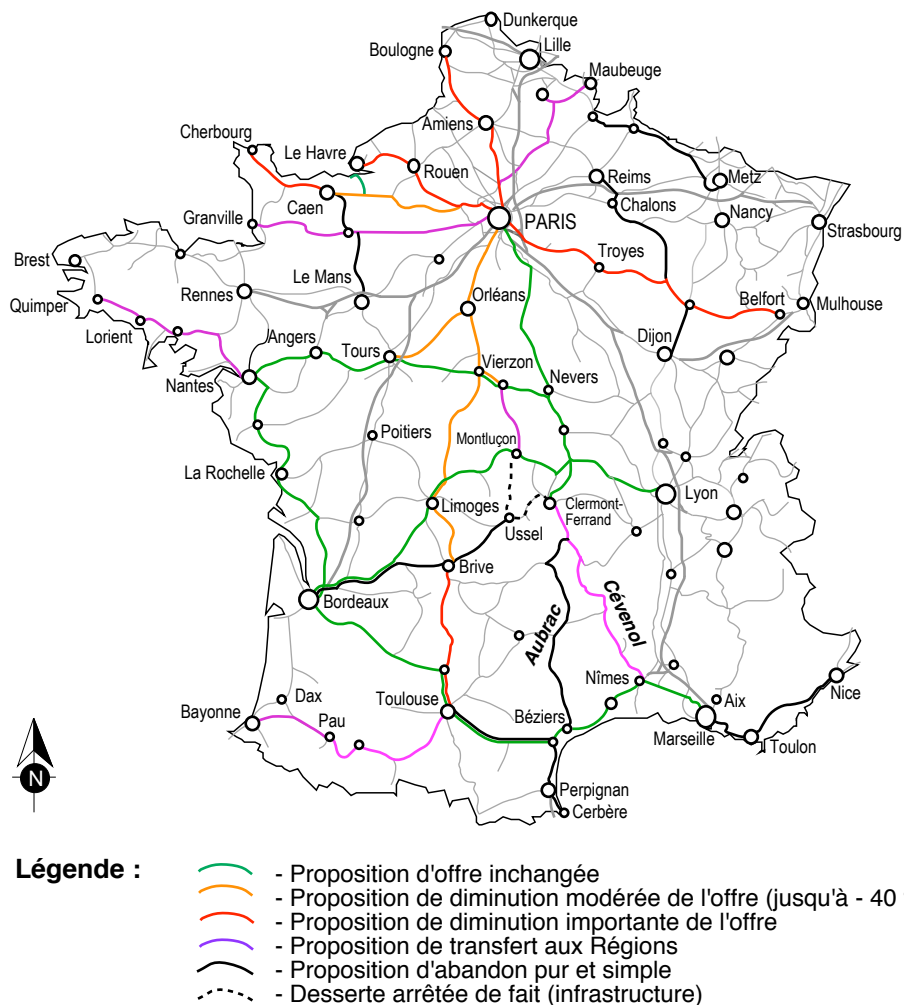 Dunkerque
Lille
Boulogne
Maubeuge
Amiens
Cherbourg
Le Havre
Rouen
Reims
Metz
Caen
Chalons
Granville
PARIS
Nancy
Strasbourg
Troyes
Brest
Le Mans
Rennes
Orléans
Belfort
Mulhouse
Quimper
Lorient
Angers
Tours
Vierzon
Dijon
Nantes
Nevers
Poitiers
Montluçon
La Rochelle
Lyon
Limoges
Clermont-
Ferrand
Ussel
Brive
Bordeaux
Aubrac
Cévenol
Nîmes
Nice
Dax
Toulouse
Aix
Bayonne
Pau
Béziers
Marseille
Toulon
N
Perpignan
Cerbère
Légende :
- Proposition d'offre inchangée
- Proposition de diminution modérée de l'offre (jusqu'à - 40
- Proposition de diminution importante de l'offre
- Proposition de transfert aux Régions
- Proposition d'abandon pur et simple
- Desserte arrêtée de fait (infrastructure)